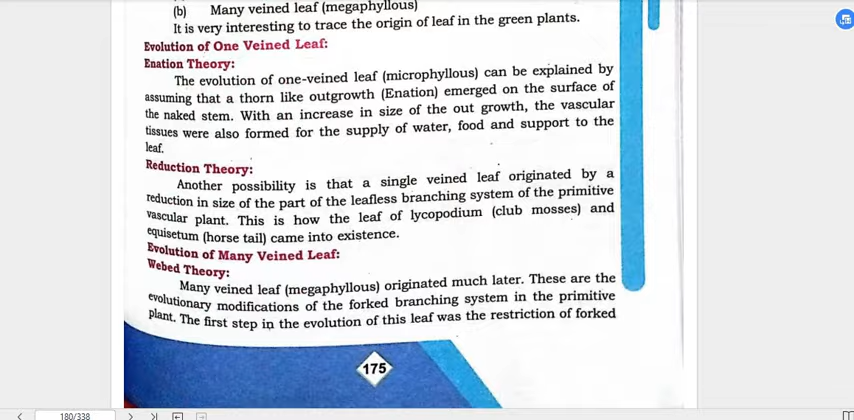 (b) Many veined leaf (megaphyllous)
It is very interesting to trace the origin of leaf in the green plants.
Evolution of One Veined Leaf:
Enation Theory:
The evolution of one-veined leaf (microphyllous) can be explained by
assuming that a thorn like outgrowth (Enation) emerged on the surface of
the naked stem. With an increase in size of the out growth, the vascular
tissues were also formed for the supply of water, food and support to the
leaf.
Reduction Theory:
Another possibility is that a single veined leaf originated by a
reduction in size of the part of the leafless branching system of the primitive
vascular plant. This is how the leaf of lycopodium (club mosses) and
equisetum (horse tail) came into existence.
Evolution of Many Veined Leaf:
Webed Theory:
Many veined leaf (megaphyllous) originated much later. These are the
evolutionary modifications of the forked branching system in the primitive
plant. The first step in the evolution of this leaf was the restriction of forked
175
180/338